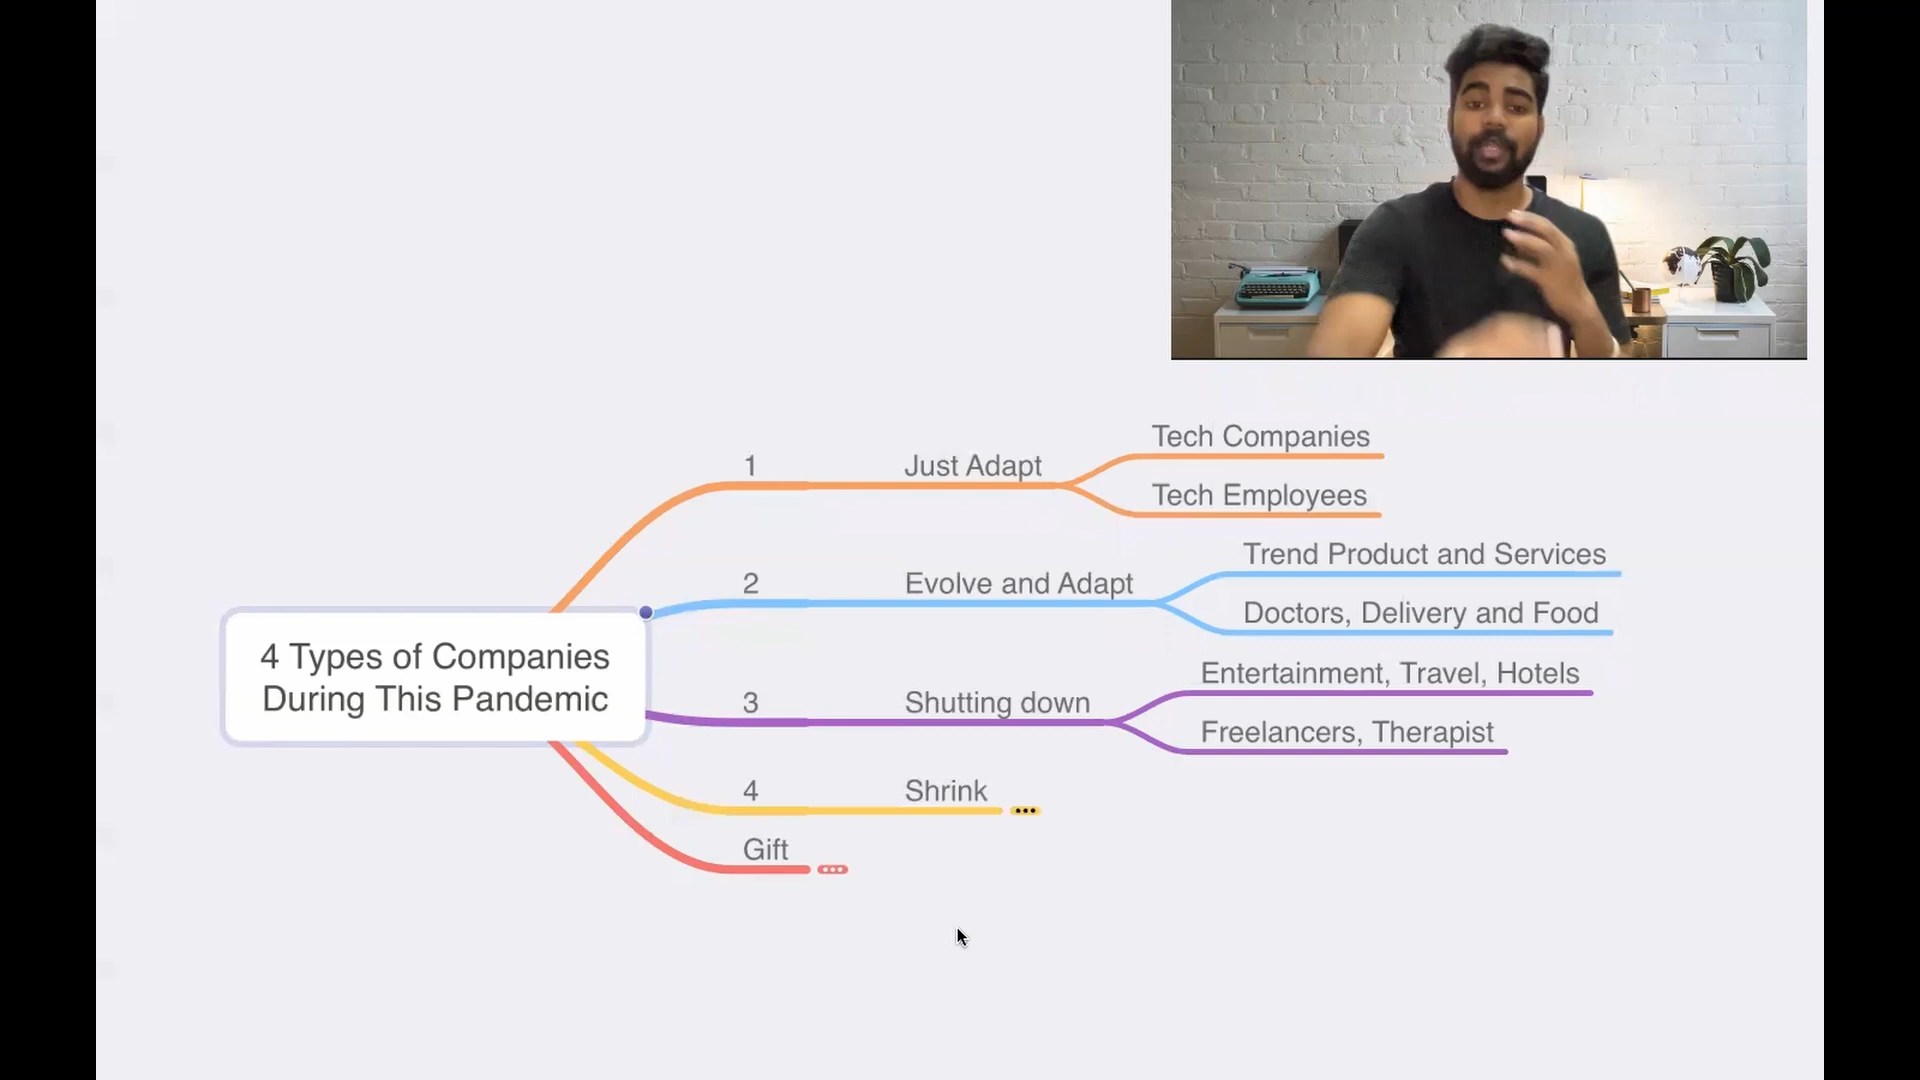 4 Types of Companies
During This Pandemic
1
Just Adapt
Tech Companies
Tech Employees
2
Evolve and Adapt
Trend Product and Services
Doctors, Delivery and Food
3
Shutting down
Entertainment, Travel, Hotels
Freelancers, Therapist
4
Shrink
Gift